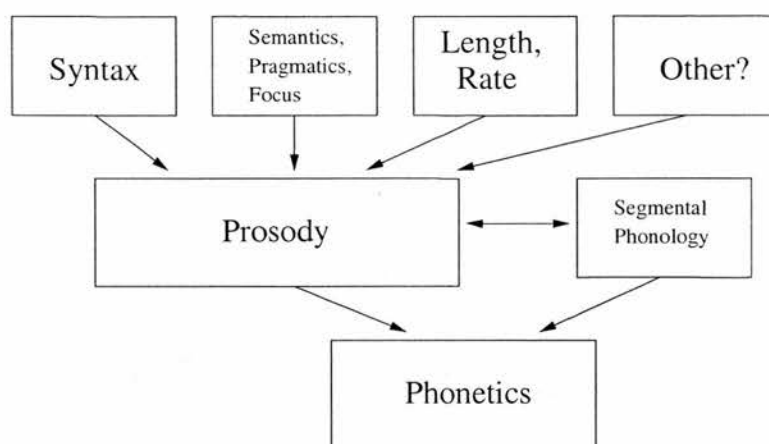 Syntax
Semantics,
Pragmatics,
Focus
Length,
Rate
Other?
Prosody
Segmental
Phonology
Phonetics